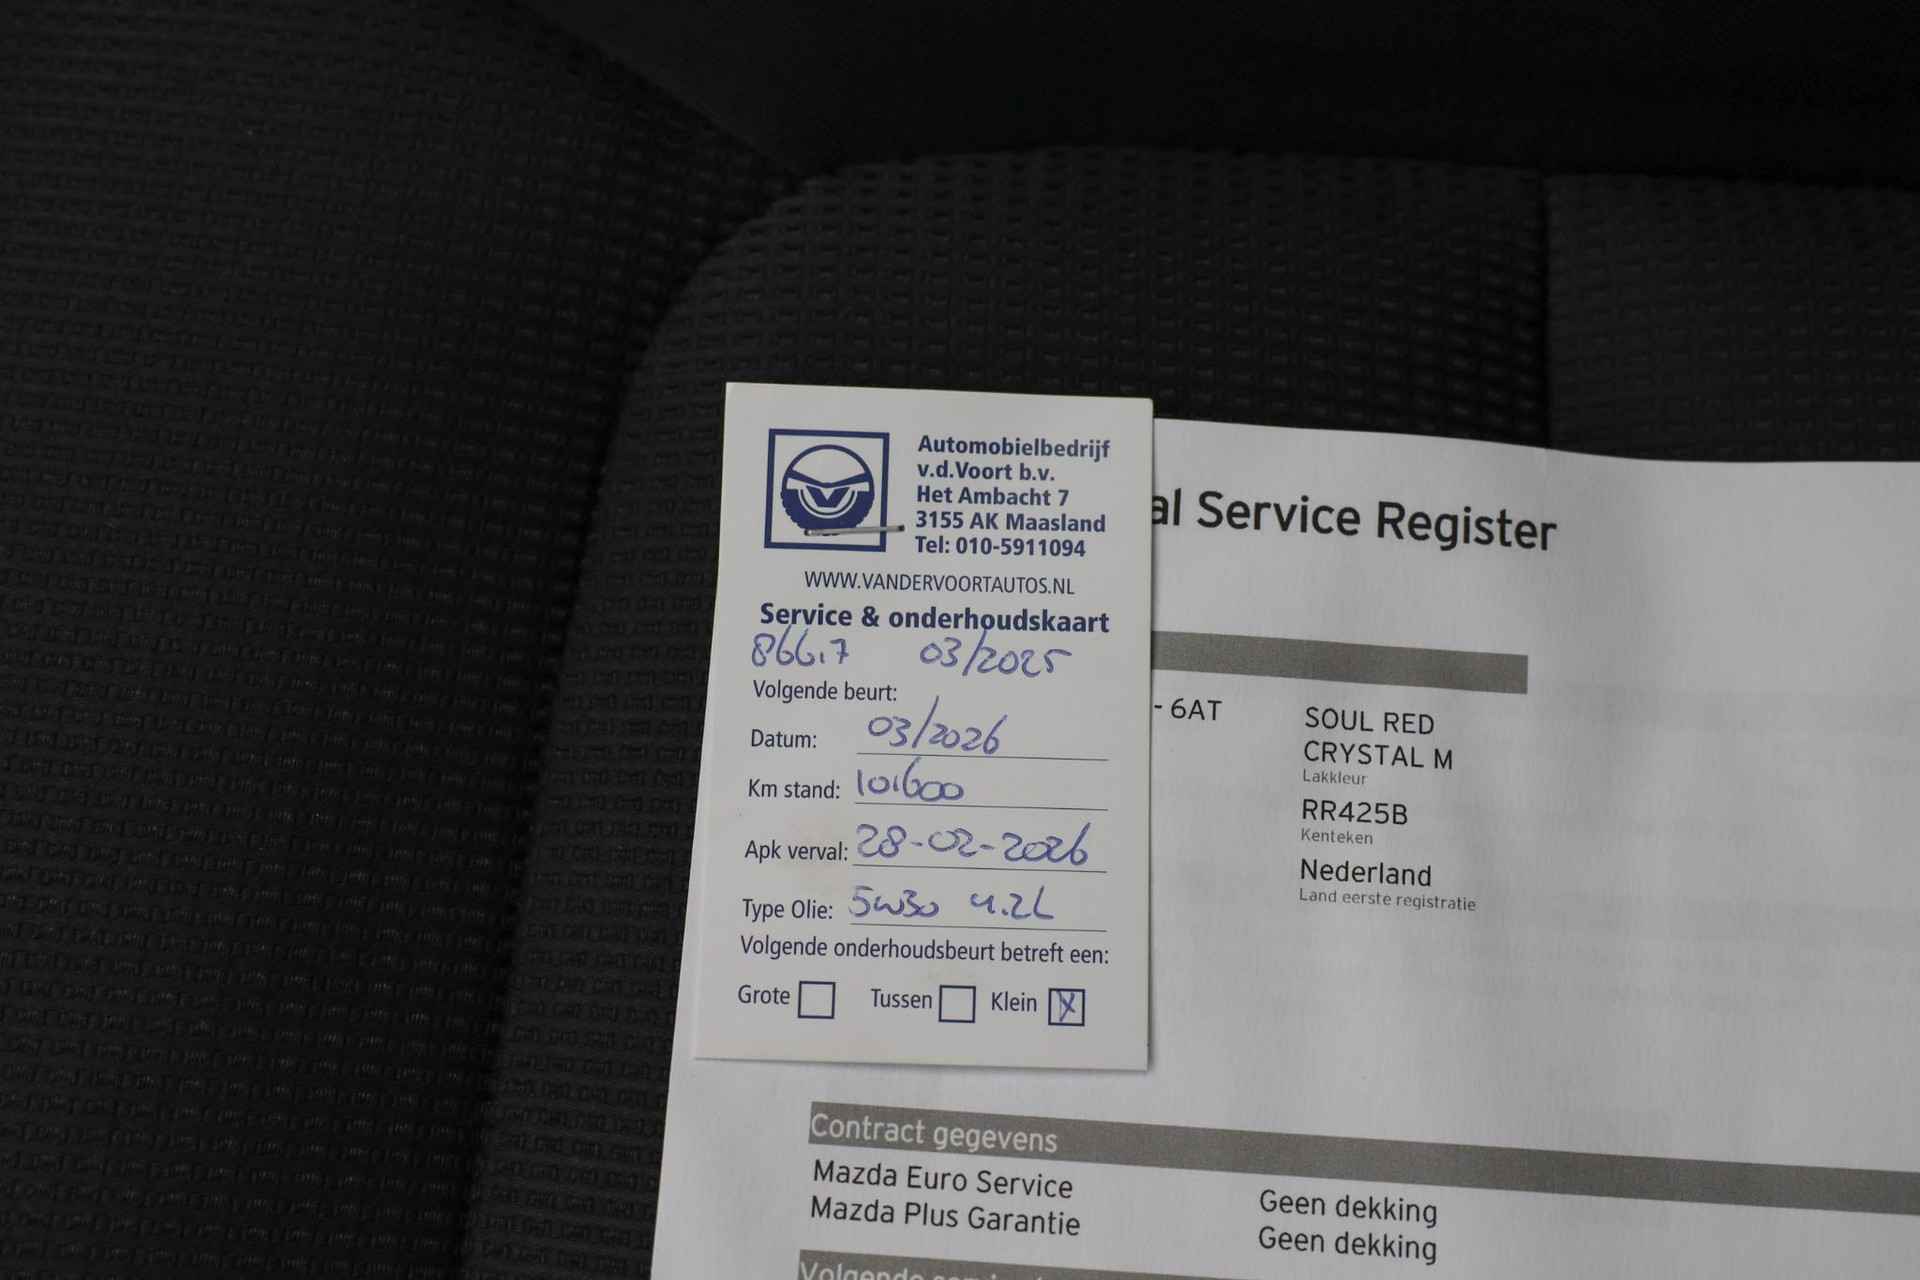 Automobielbedrijf
v.d.Voort b.v.
Het Ambacht 7
3155 AK Maasland
Tel: 010-5911094
WWW.VANDERVOORTAUTOS.NL
Service & onderhoudskaart
866,7 03/2025
Volgende beurt:
Datum: 03/2026
Km stand: 101600
Apk verval: 28-02-2026
Type Olie: 5w30 4.2L
Volgende onderhoudsbeurt betreft een:
Grote Tussen Klein X
al Service Register
- 6AT
SOUL RED
CRYSTAL M
Lakkleur
RR425B
Kenteken
Nederland
Land eerste registratie
Contract gegevens
Mazda Euro Service Geen dekking
Mazda Plus Garantie Geen dekking
Volgende